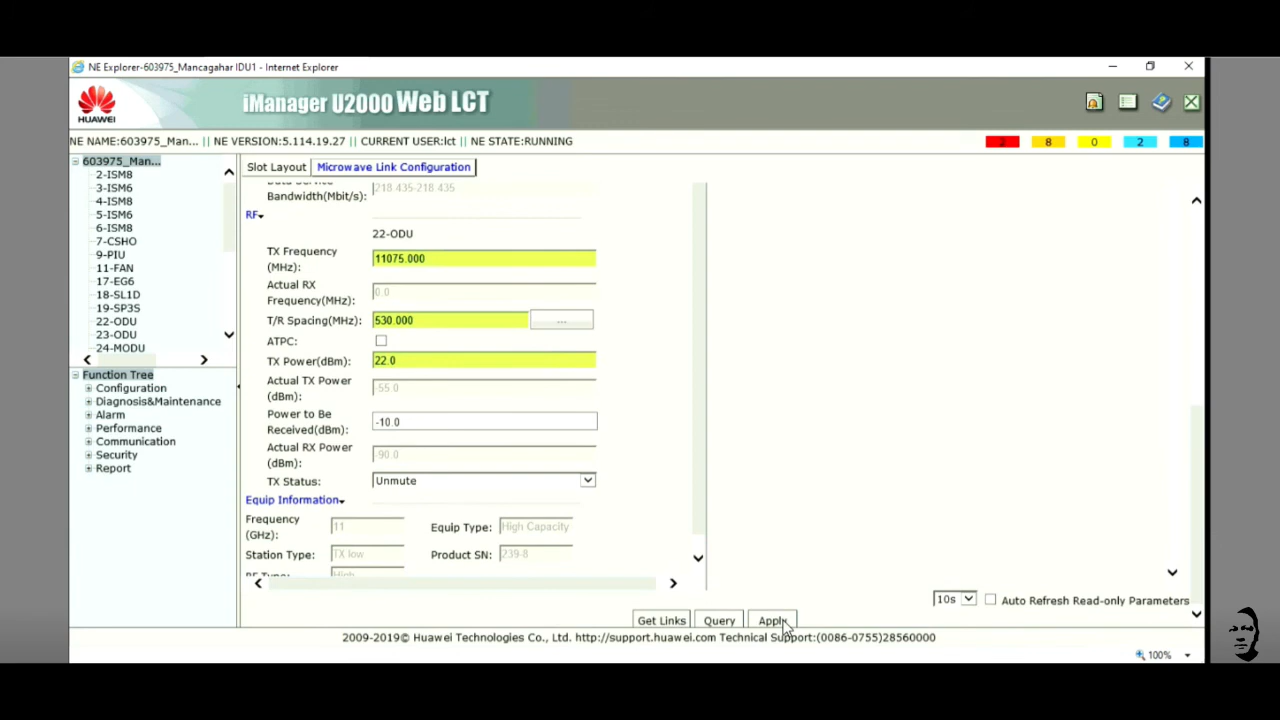 NE Explorer-603975_Mancagahar IDU1 - Internet Explorer
HUAWEI
iManager U2000 Web LCT
NE NAME:603975_Man... || NE VERSION:5.114.19.27 || CURRENT USER:lct || NE STATE:RUNNING
8 0 2 8
603975_Man...
2-ISM8
3-ISM6
4-ISM8
5-ISM6
6-ISM8
7-CSHO
9-PIU
11-FAN
17-EG6
18-SL1D
19-SP3S
22-ODU
23-ODU
24-MODU
Function Tree
Configuration
Diagnosis&Maintenance
Alarm
Performance
Communication
Security
Report
Slot Layout Microwave Link Configuration
Data Service
Bandwidth(Mbit/s): 218.435-218.435
RF
22-ODU
TX Frequency
(MHz): 11075.000
Actual RX
Frequency(MHz): 0.0
T/R Spacing(MHz): 530.000 ...
ATPC:
TX Power(dBm): 22.0
Actual TX Power
(dBm): -55.0
Power to Be
Received(dBm): -10.0
Actual RX Power
(dBm): -90.0
TX Status: Unmute
Equip Information
Frequency
(GHz): 11 Equip Type: High Capacity
Station Type: TX low Product SN: 239-8
RF Type: High
10s Auto Refresh Read-only Parameters
Get Links Query Apply
2009-2019© Huawei Technologies Co., Ltd. http://support.huawei.com Technical Support:(0086-0755)28560000
100%